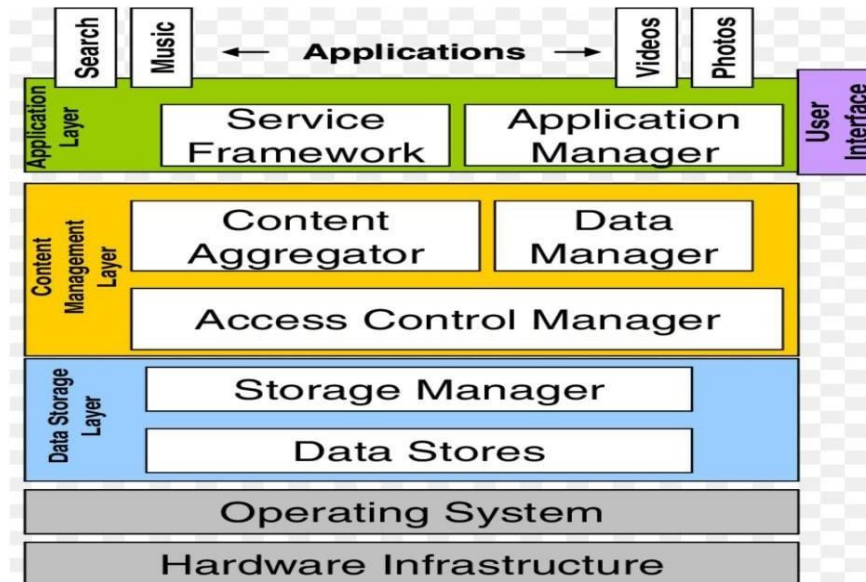 Search
Music
Applications
Videos
Photos
Application
Layer
Service
Framework
Application
Manager
User
Interface
Content
Management
Layer
Content
Aggregator
Data
Manager
Access Control Manager
Data Storage
Layer
Storage Manager
Data Stores
Operating System
Hardware Infrastructure